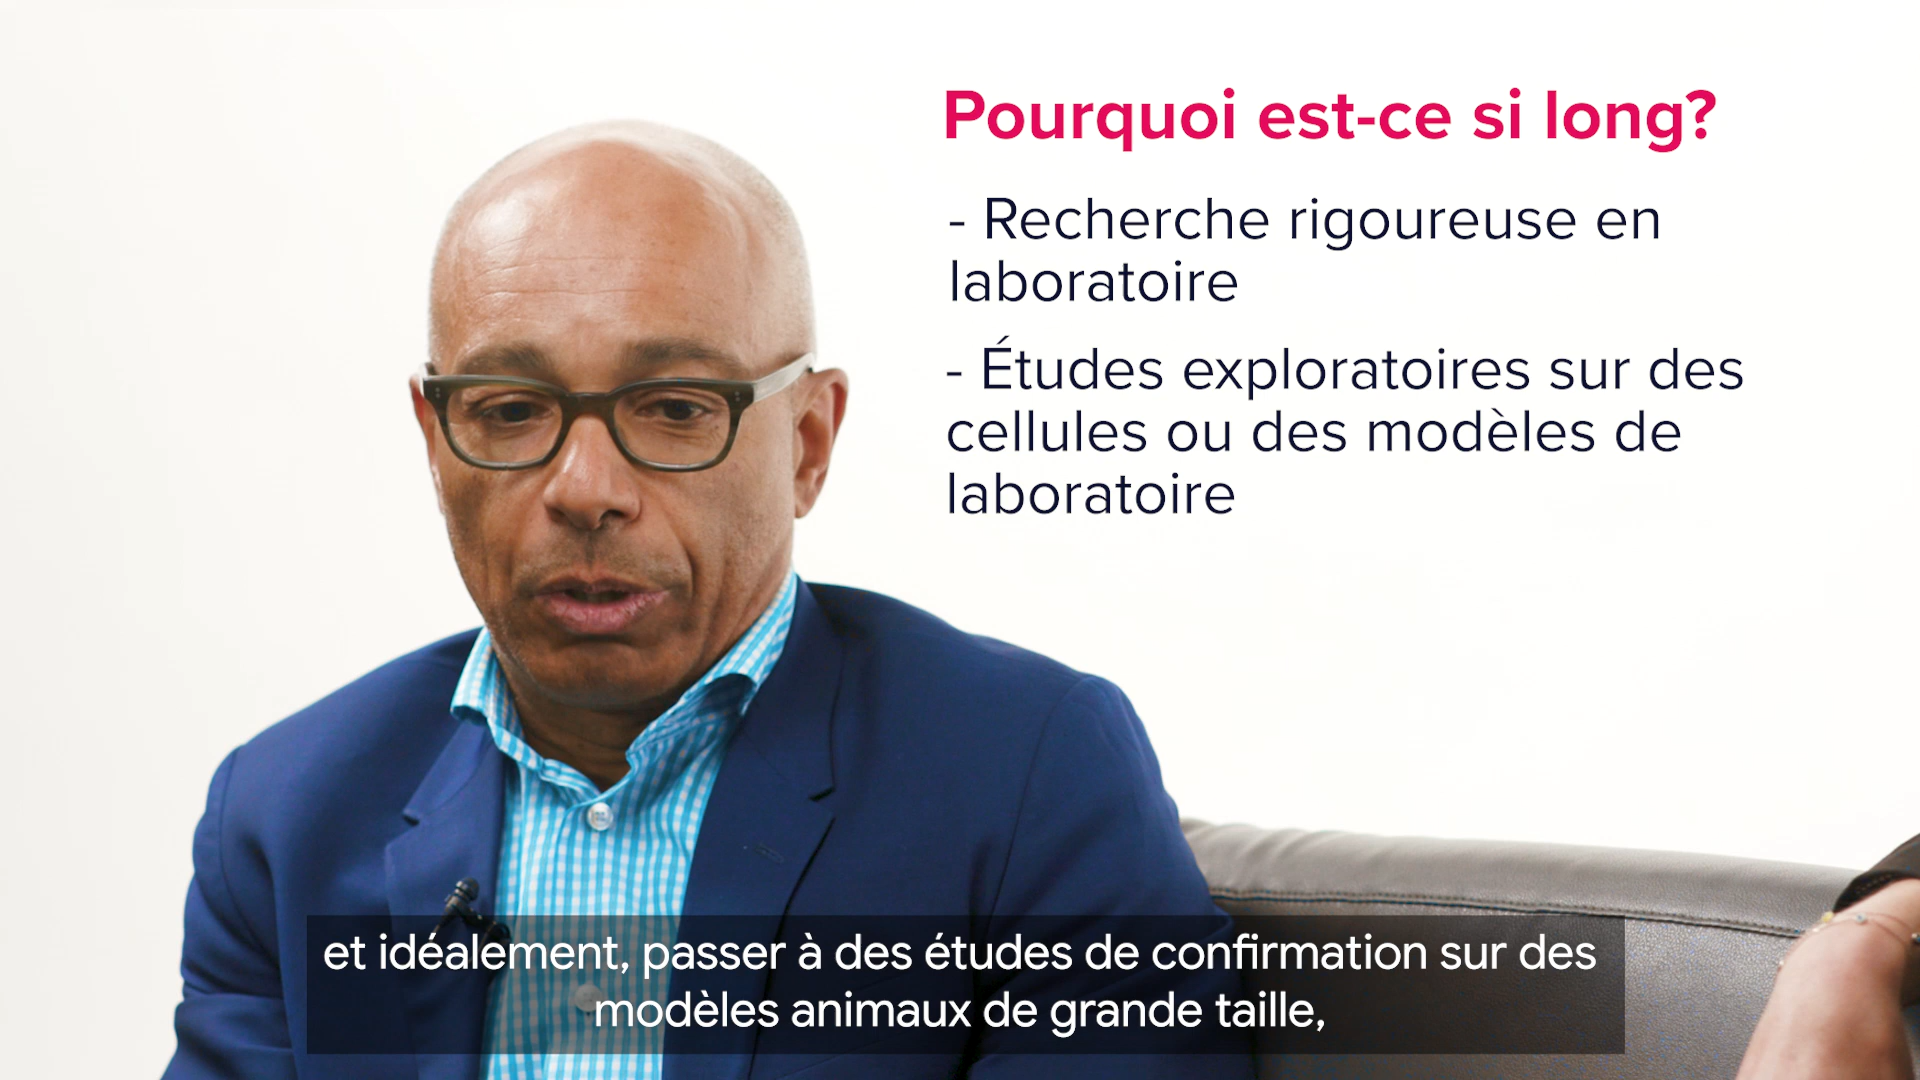 Pourquoi est-ce si long?
- Recherche rigoureuse en
laboratoire
- Études exploratoires sur des
cellules ou des modèles de
laboratoire
et idéalement, passer à des études de confirmation sur des
modèles animaux de grande taille,